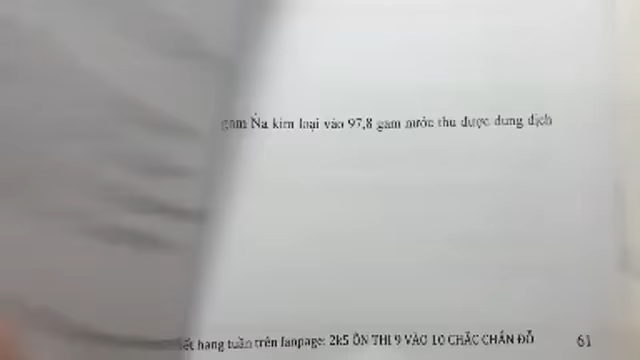 gam Na kim loại vào 97,8 gam nước thu được dung dịch
hàng tuần trên fanpage: 2k5 ÔN THI 9 VÀO 10 CHẮC CHẮN ĐỖ
61